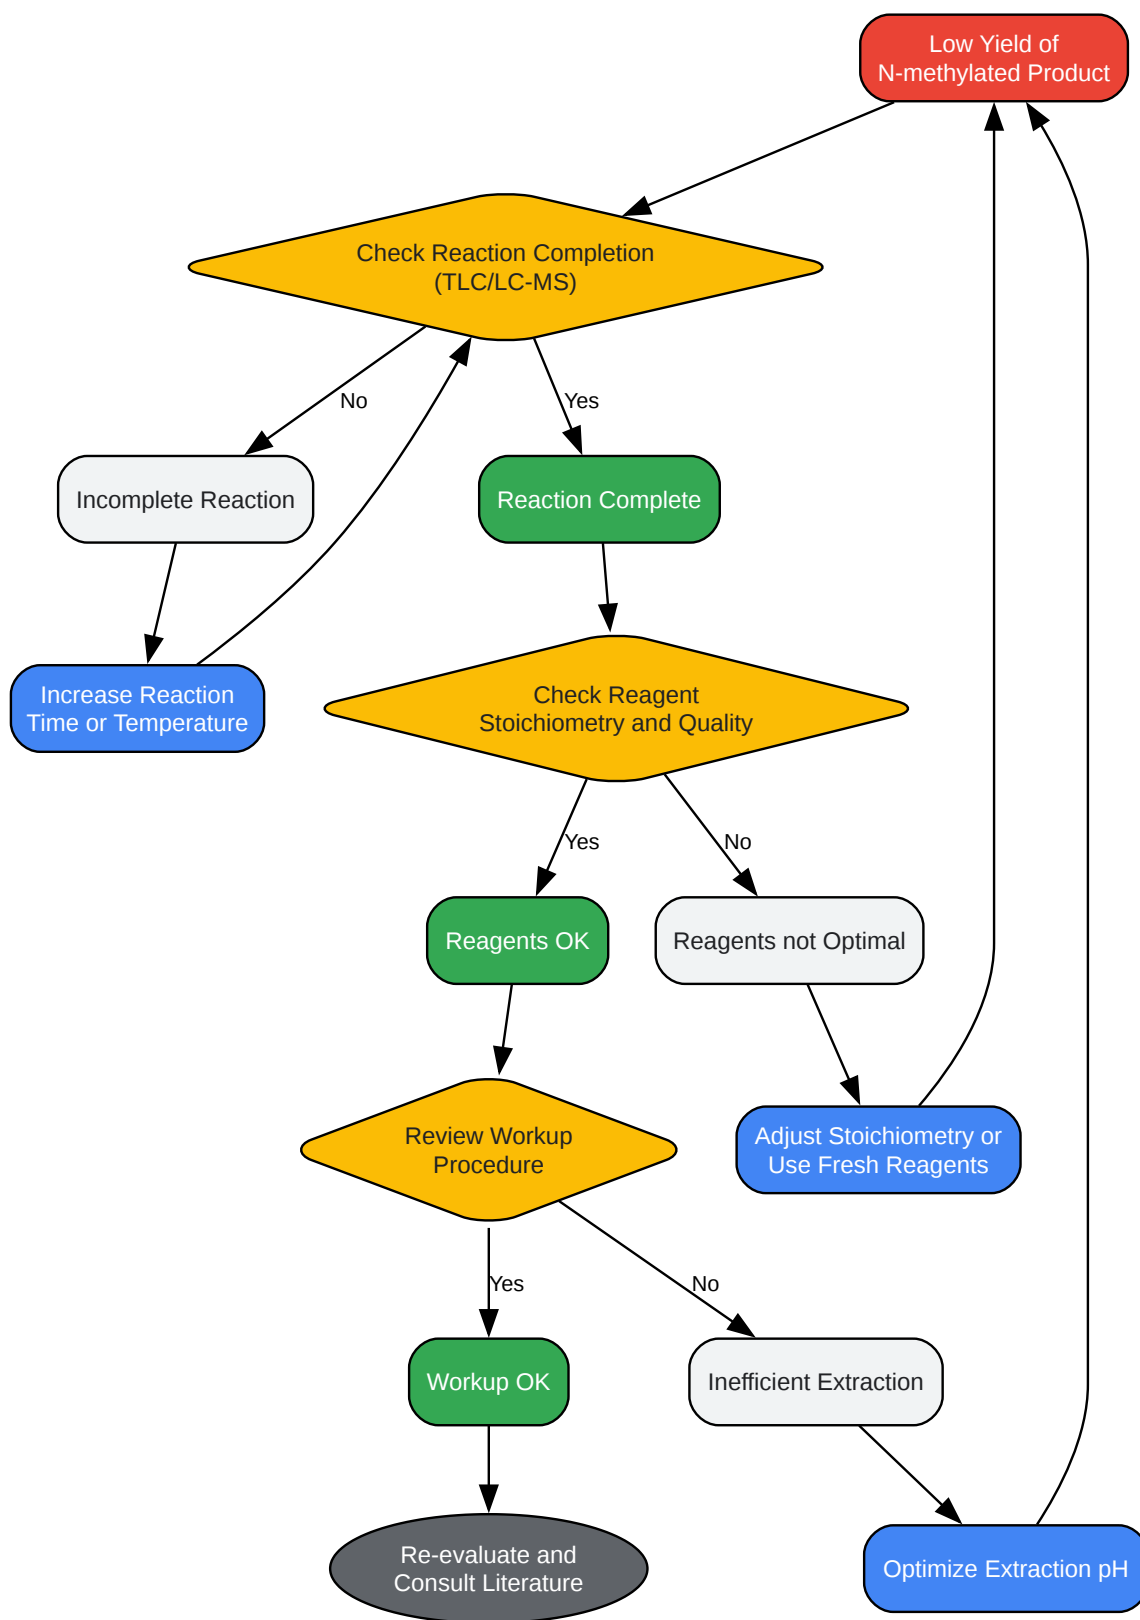 Low Yield of
N-methylated Product
Check Reaction Completion
(TLC/LC-MS)
No
Yes
Incomplete Reaction
Reaction Complete
Increase Reaction
Time or Temperature
Check Reagent
Stoichiometry and Quality
Yes
No
Reagents OK
Reagents not Optimal
Review Workup
Procedure
Adjust Stoichiometry or
Use Fresh Reagents
Yes
No
Workup OK
Inefficient Extraction
Re-evaluate and
Consult Literature
Optimize Extraction pH